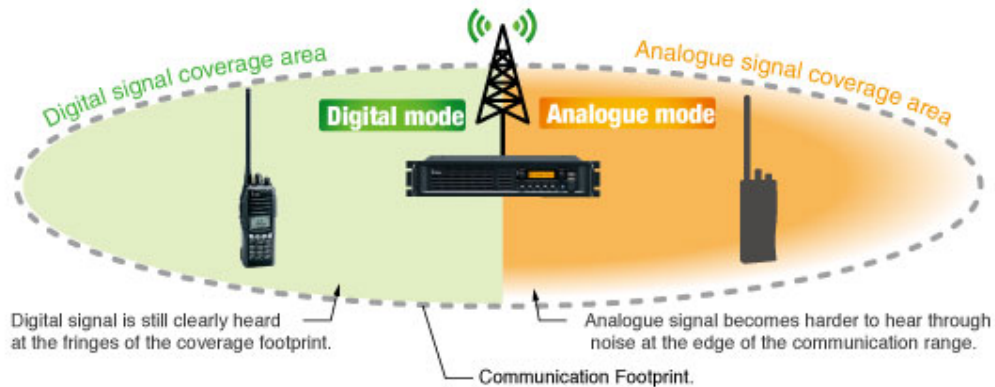 Digital signal coverage area
Analogue signal coverage area
Digital mode
Analogue mode
Digital signal is still clearly heard
at the fringes of the coverage footprint.
Analogue signal becomes harder to hear through
noise at the edge of the communication range.
Communication Footprint.